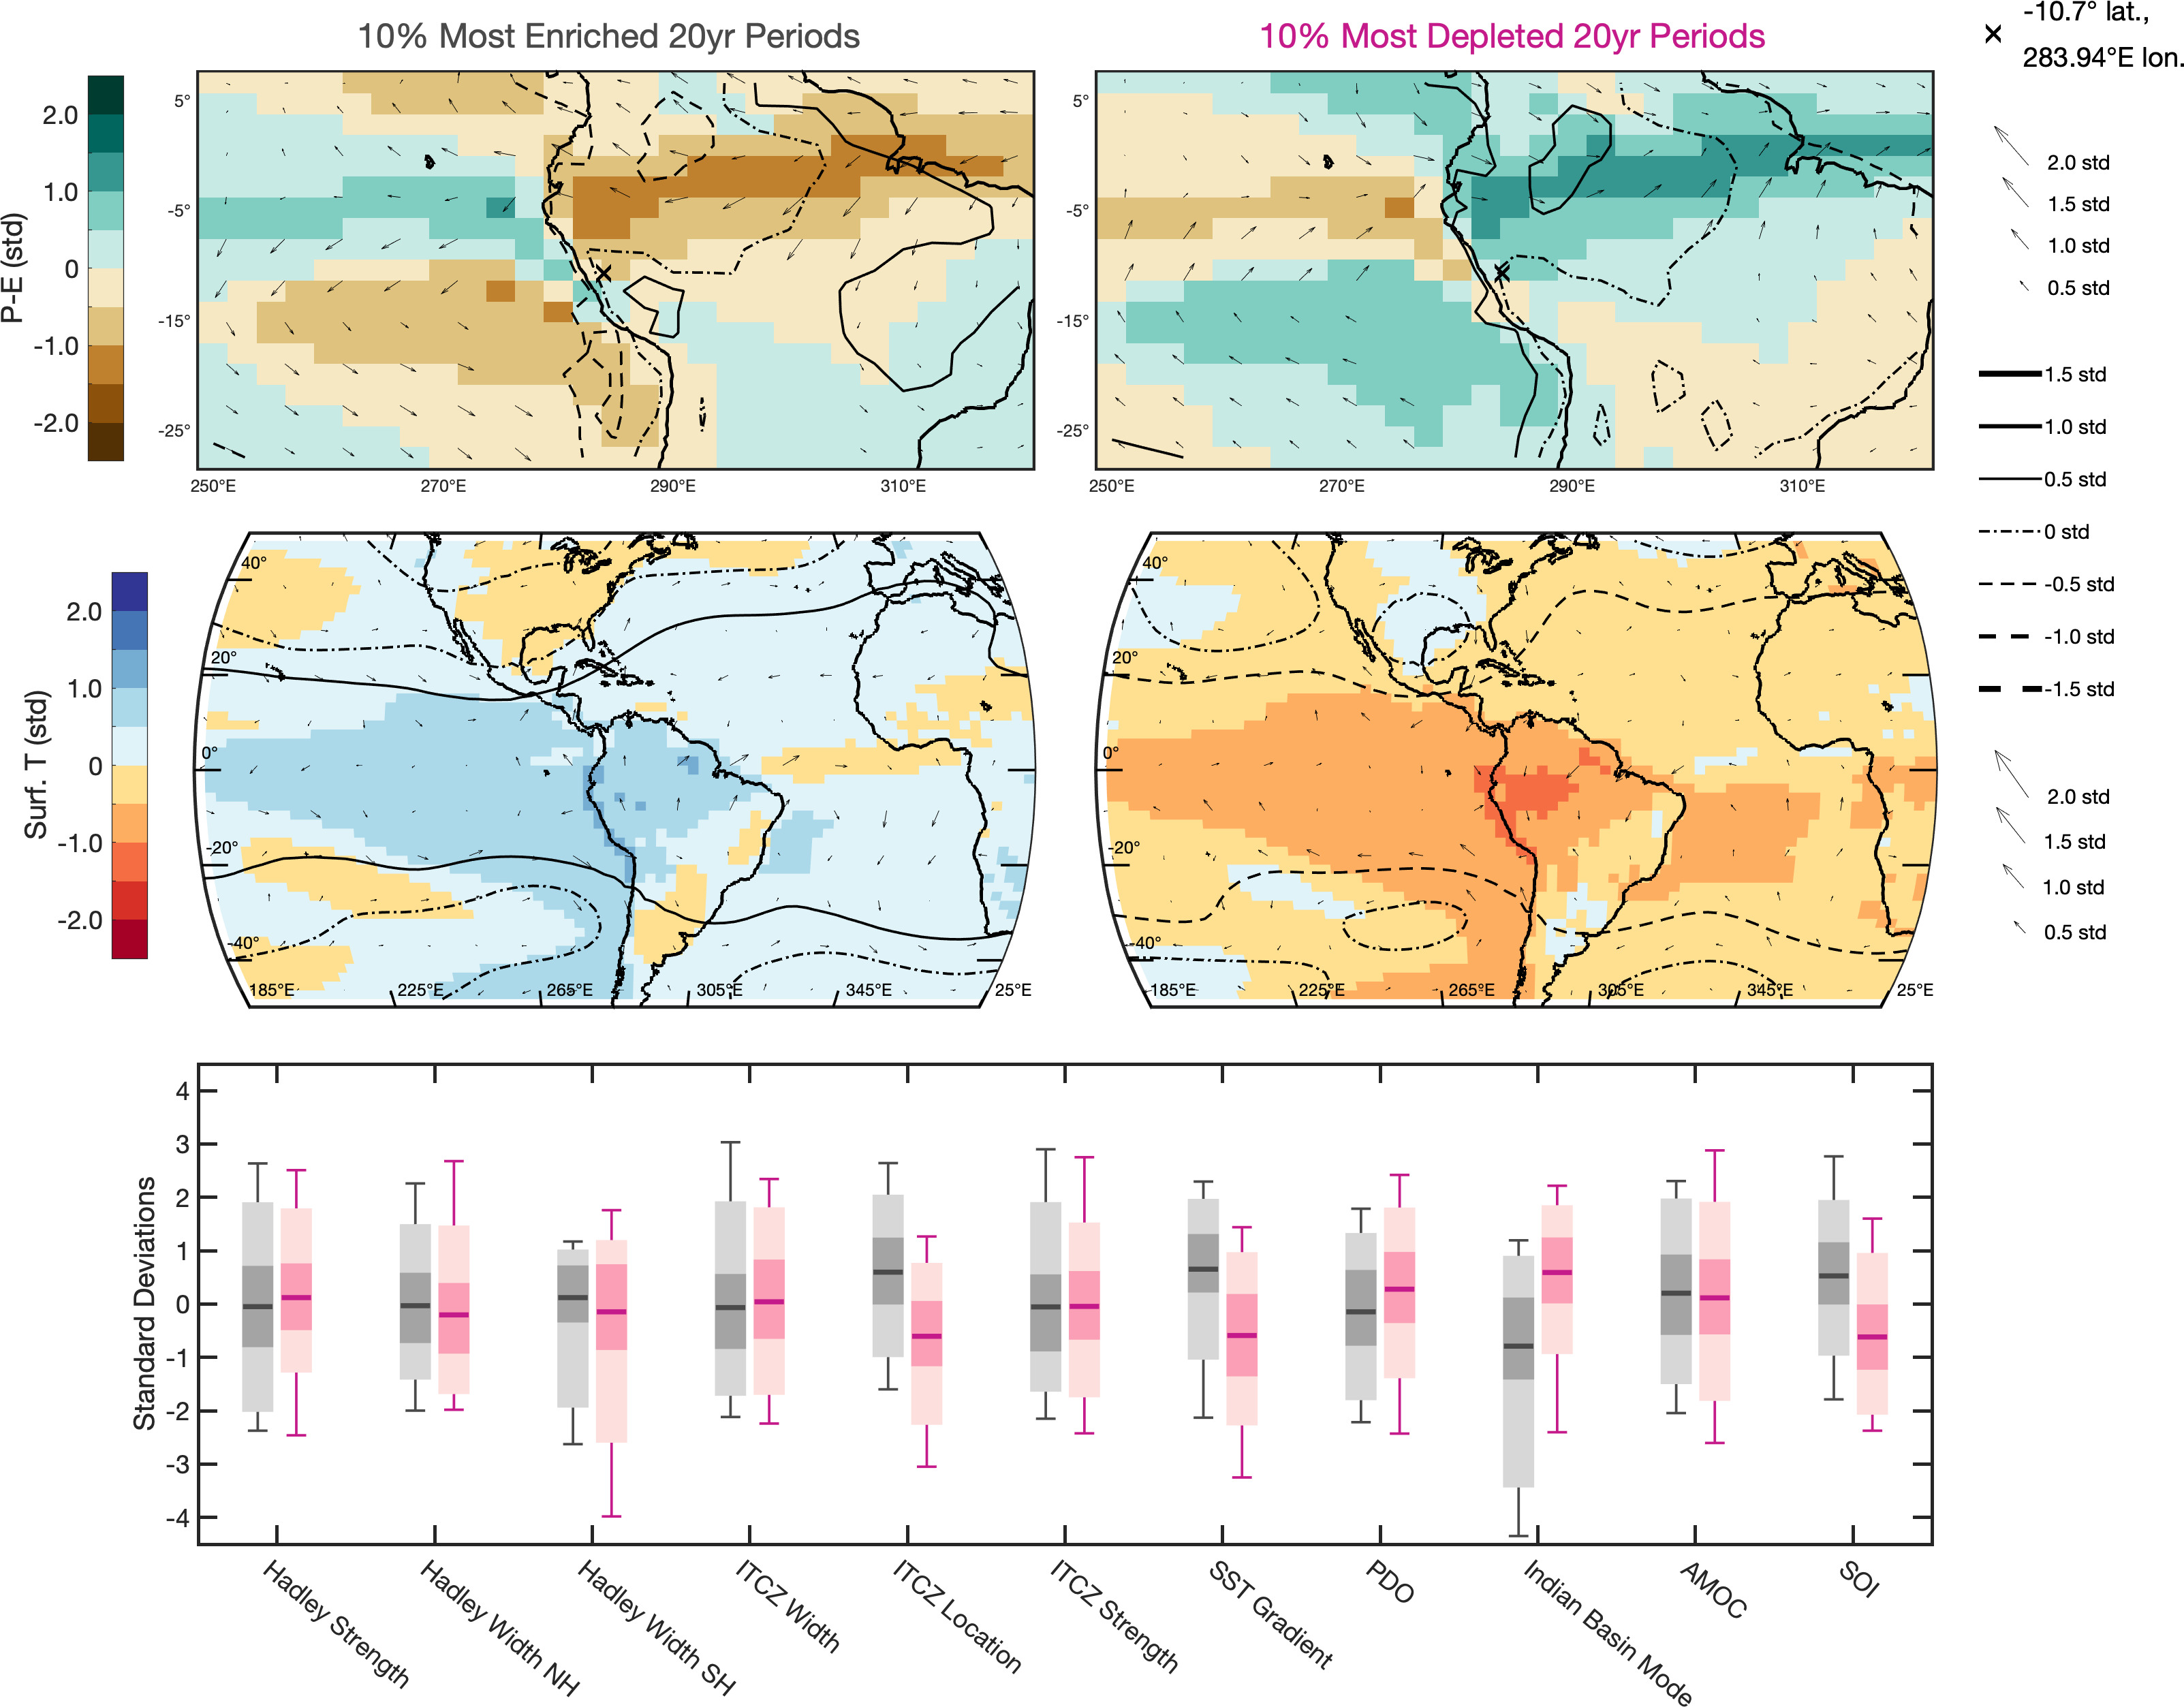 10% Most Enriched 20yr Periods
10% Most Depleted 20yr Periods
-10.7° lat.,
283.94°E lon.
P-E (std)
2.0
1.0
0
-1.0
-2.0
5°
-5°
-15°
-25°
250°E
270°E
290°E
310°E
5°
-5°
-15°
-25°
250°E
270°E
290°E
310°E
2.0 std
1.5 std
1.0 std
0.5 std
1.5 std
1.0 std
0.5 std
0 std
-0.5 std
-1.0 std
-1.5 std
Surf. T (std)
2.0
1.0
0
-1.0
-2.0
40°
20°
0°
-20°
-40°
185°E
225°E
265°E
305°E
345°E
25°E
40°
20°
0°
-20°
-40°
185°E
225°E
265°E
305°E
345°E
25°E
2.0 std
1.5 std
1.0 std
0.5 std
Standard Deviations
4
3
2
1
0
-1
-2
-3
-4
Hadley Strength
Hadley Width NH
Hadley Width SH
ITCZ Width
ITCZ Location
ITCZ Strength
SST Gradient
PDO
Indian Basin Mode
AMOC
SOI